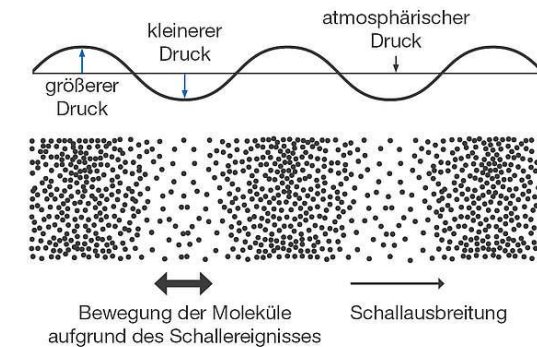 kleinerer
Druck
atmosphärischer
Druck
größerer
Druck
Bewegung der Moleküle
aufgrund des Schallereignisses
Schallausbreitung